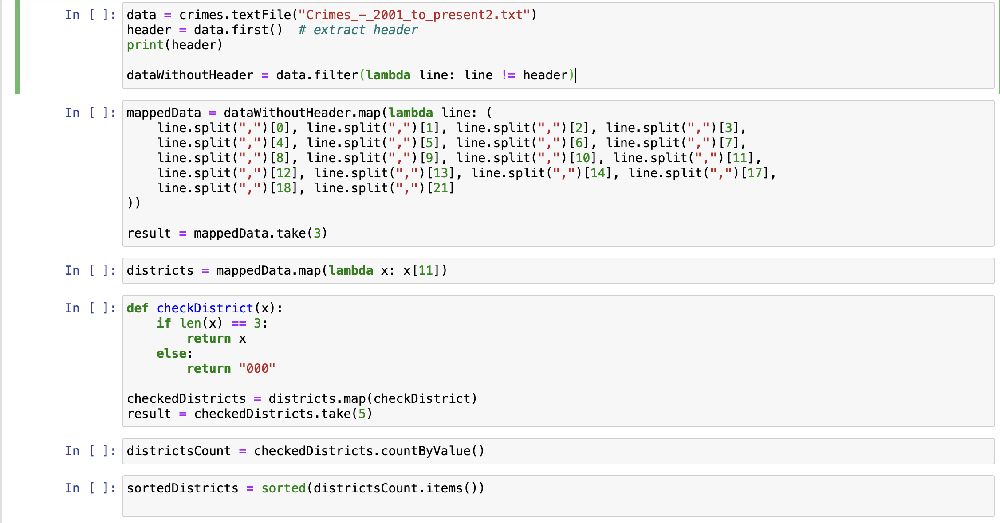 In [ ]: data = crimes.textFile("Crimes_-_2001_to_present2.txt")
header = data.first()  # extract header
print(header)
dataWithoutHeader = data.filter(lambda line: line != header)
In [ ]: mappedData = dataWithoutHeader.map(lambda line: (
    line.split(",")[0], line.split(",")[1], line.split(",")[2], line.split(",")[3],
    line.split(",")[4], line.split(",")[5], line.split(",")[6], line.split(",")[7],
    line.split(",")[8], line.split(",")[9], line.split(",")[10], line.split(",")[11],
    line.split(",")[12], line.split(",")[13], line.split(",")[14], line.split(",")[17],
    line.split(",")[18], line.split(",")[21]
))
result = mappedData.take(3)
In [ ]: districts = mappedData.map(lambda x: x[11])
In [ ]: def checkDistrict(x):
    if len(x) == 3:
        return x
    else:
        return "000"
checkedDistricts = districts.map(checkDistrict)
result = checkedDistricts.take(5)
In [ ]: districtsCount = checkedDistricts.countByValue()
In [ ]: sortedDistricts = sorted(districtsCount.items())